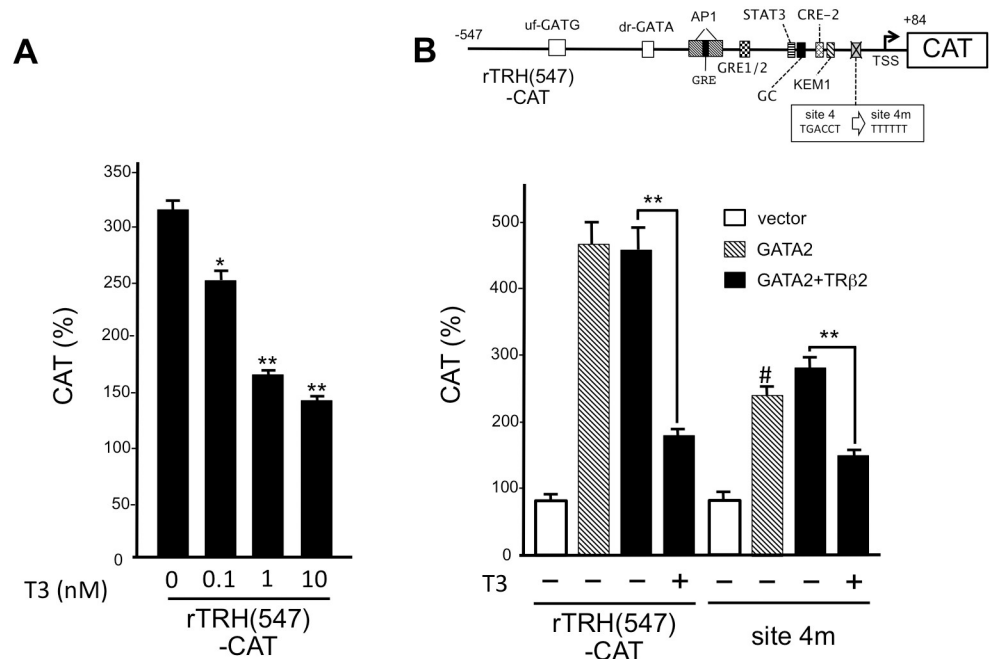 A
350
300
250
200
150
100
50
0
CAT (%)
*
**
**
T3 (nM)
0 0.1 1 10
rTRH(547)
-CAT
B
-547
uf-GATG
dr-GATA
AP1
GRE
GRE1/2
STAT3
GC
CRE-2
KEM1
TSS
+84
CAT
rTRH(547)
-CAT
site 4 site 4m
TGACCT TTTTTT
500
400
300
200
100
0
CAT (%)
**
#
**
vector
GATA2
GATA2+TRβ2
T3 − − − + − − − +
rTRH(547)
-CAT
site 4m